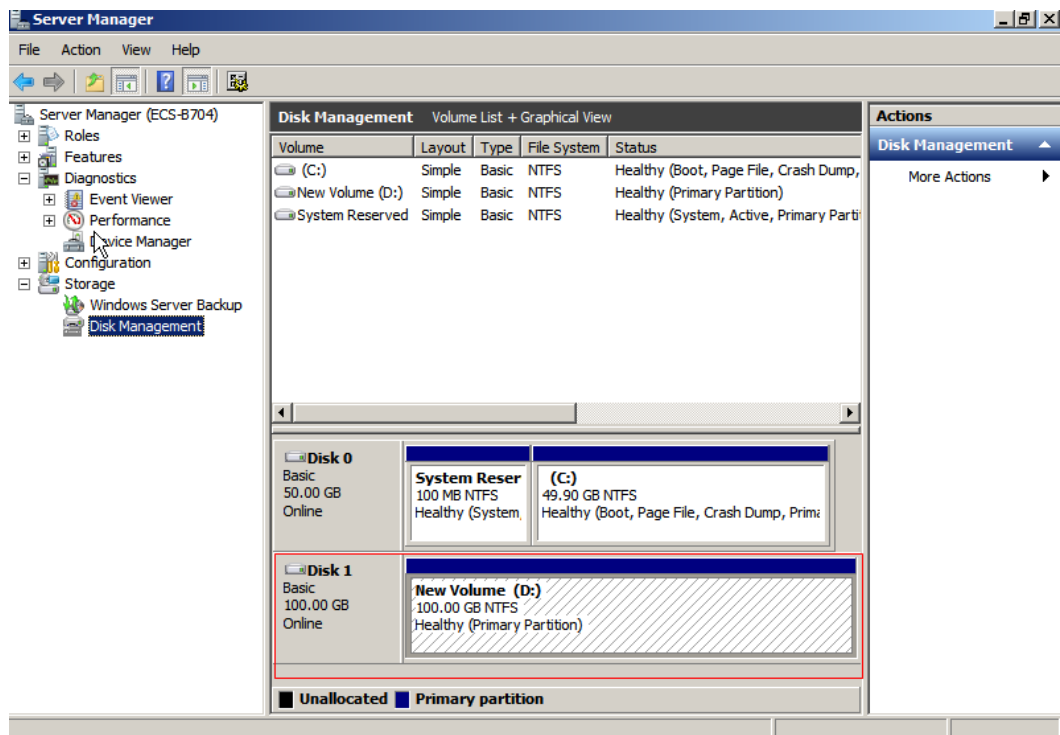 Server Manager
File Action View Help
Server Manager (ECS-B704)
Roles
Features
Diagnostics
Event Viewer
Performance
Device Manager
Configuration
Storage
Windows Server Backup
Disk Management
Disk Management Volume List + Graphical View
Volume Layout Type File System Status
(C:) Simple Basic NTFS Healthy (Boot, Page File, Crash Dump,
New Volume (D:) Simple Basic NTFS Healthy (Primary Partition)
System Reserved Simple Basic NTFS Healthy (System, Active, Primary Parti
Disk 0
Basic
50.00 GB
Online
System Reser
100 MB NTFS
Healthy (System,
(C:)
49.90 GB NTFS
Healthy (Boot, Page File, Crash Dump, Prima
Disk 1
Basic
100.00 GB
Online
New Volume (D:)
100.00 GB NTFS
Healthy (Primary Partition)
Unallocated Primary partition
Actions
Disk Management
More Actions